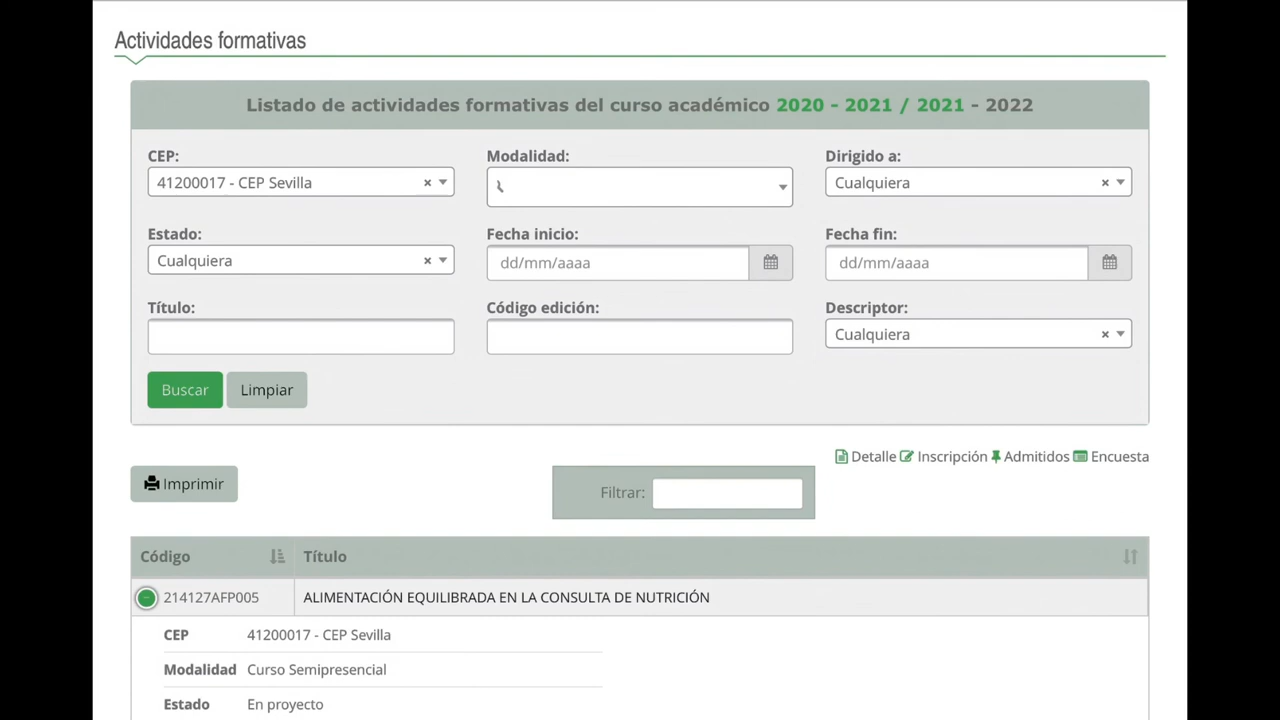 Actividades formativas
Listado de actividades formativas del curso académico 2020 - 2021 / 2021 - 2022
CEP: Modalidad: Dirigido a:
41200017 - CEP Sevilla × Cualquiera ×
Estado: Fecha inicio: Fecha fin:
Cualquiera × dd/mm/aaaa dd/mm/aaaa
Título: Código edición: Descriptor:
Cualquiera ×
Buscar Limpiar
Detalle Inscripción Admitidos Encuesta
Imprimir Filtrar:
Código Título
214127AFP005 ALIMENTACIÓN EQUILIBRADA EN LA CONSULTA DE NUTRICIÓN
CEP 41200017 - CEP Sevilla
Modalidad Curso Semipresencial
Estado En proyecto